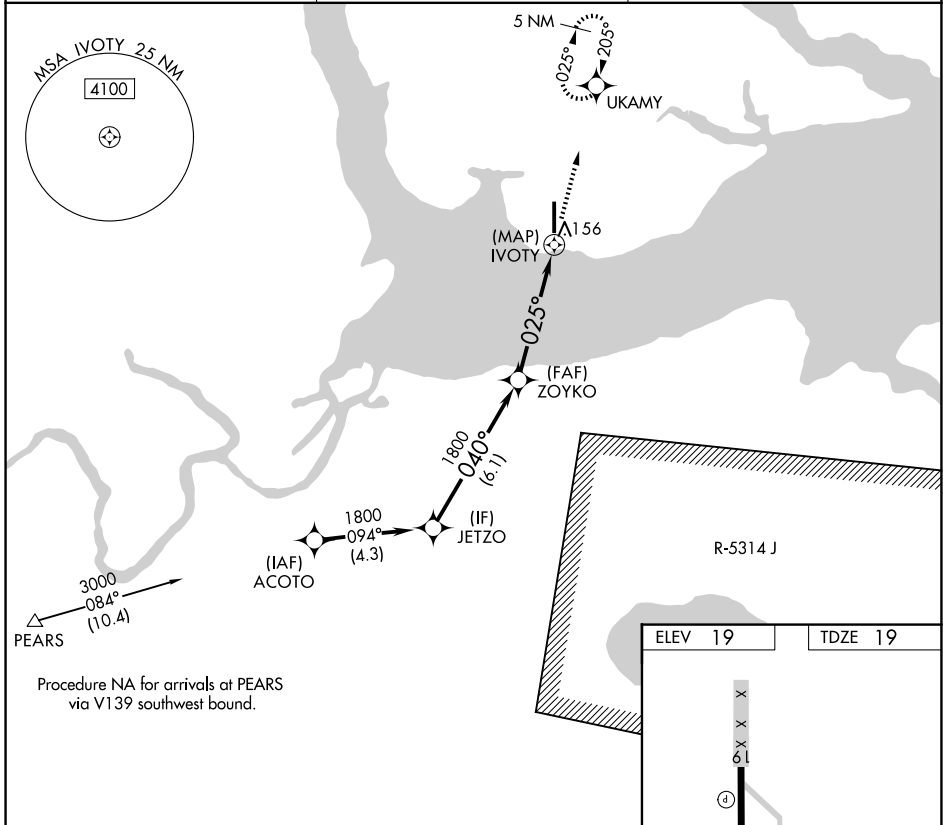 MSA IVOTY 25 NM
4100
5 NM
025°
205°
UKAMY
156
(MAP)
IVOTY
025°
(FAF)
ZOYKO
1800
040°
(6.1)
1800
094°
(4.3)
(IF)
JETZO
(IAF)
ACOTO
R-5314 J
3000
084°
(10.4)
PEARS
Procedure NA for arrivals at PEARS
via V139 southwest bound.
ELEV 19
TDZE 19
X
X
X
19
P